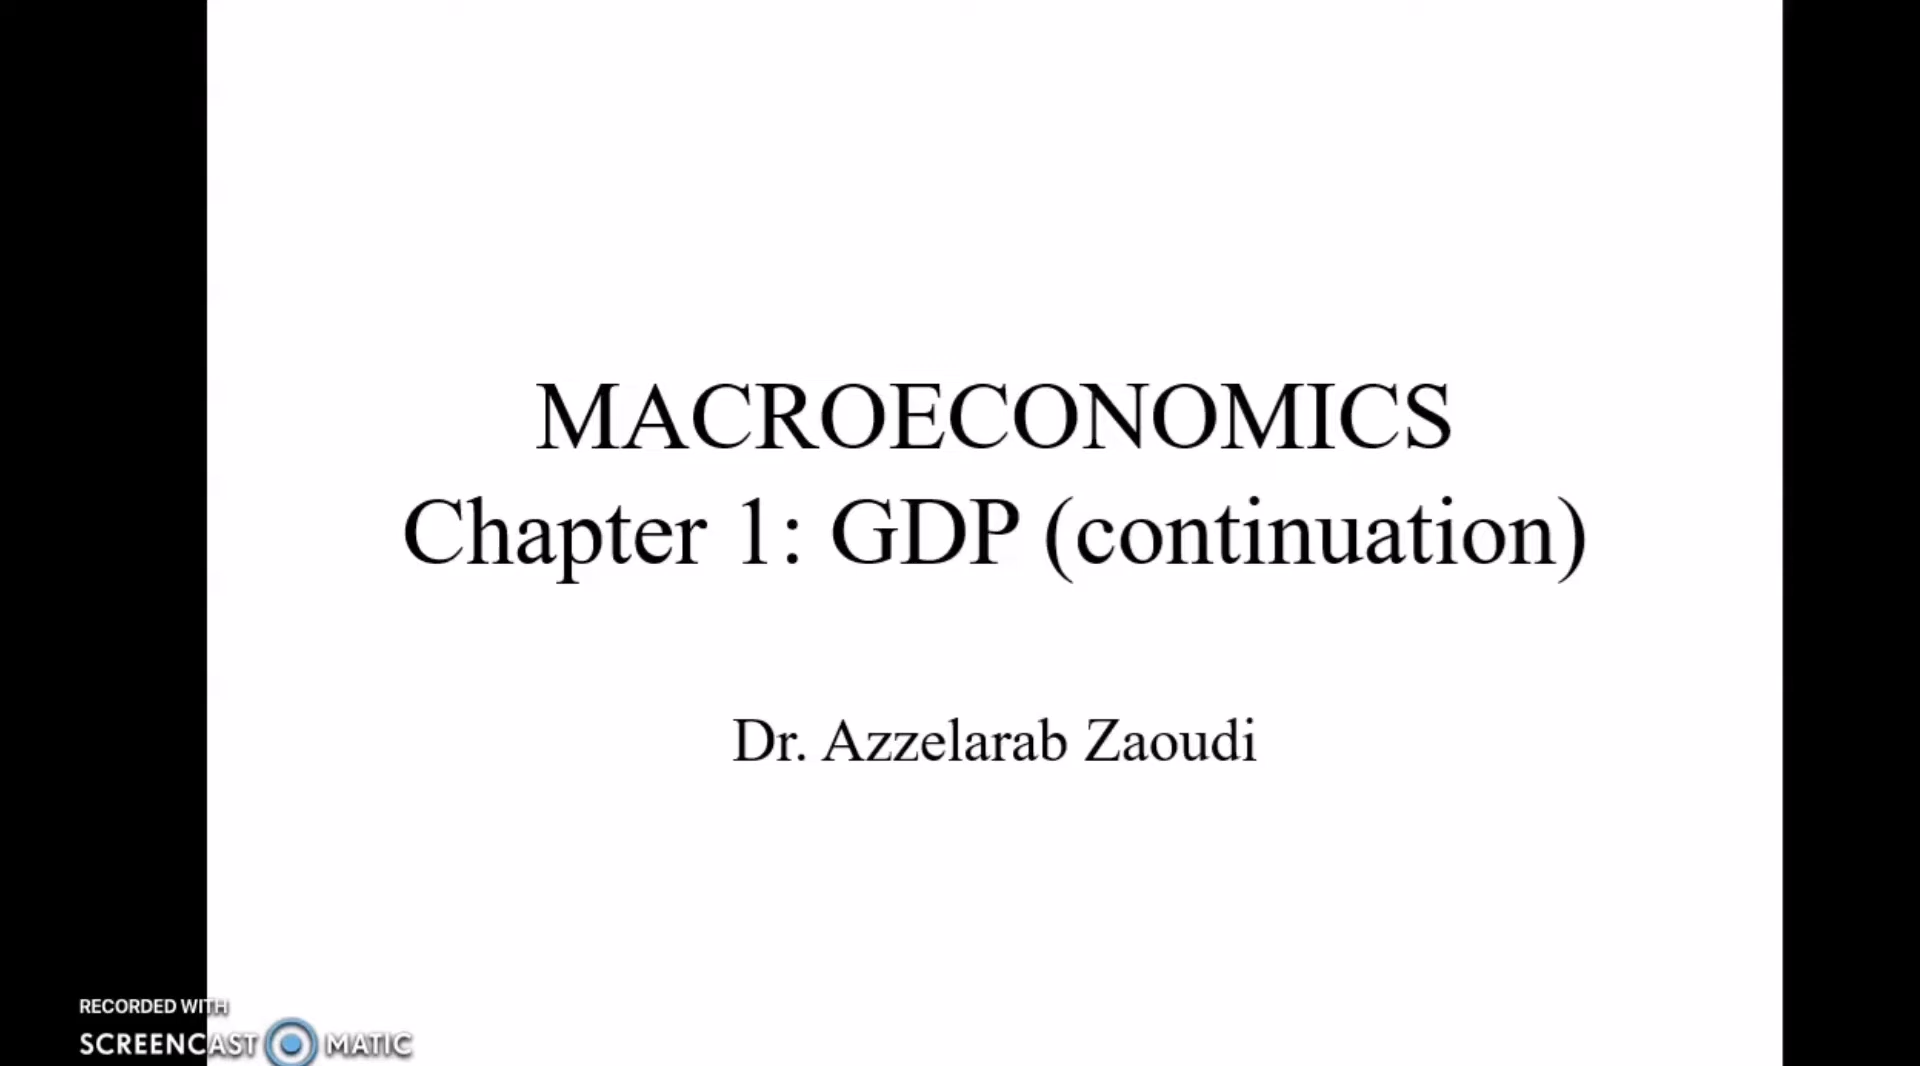 MACROECONOMICS
Chapter 1: GDP (continuation)
Dr. Azzelarab Zaoudi
RECORDED WITH
SCREENCAST MATIC